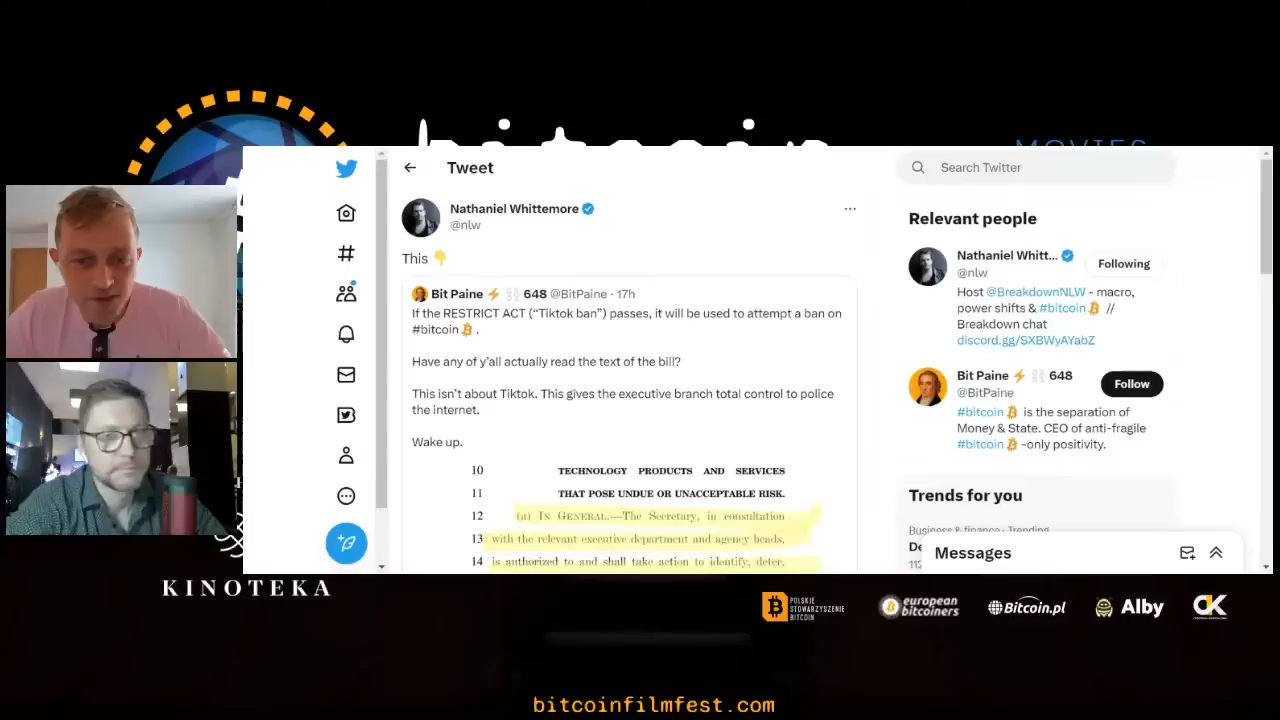 bitcoin
MOVIES
Tweet
Search Twitter
Nathaniel Whittemore
@nlw
This
Bit Paine ⚡ 648 @BitPaine · 17h
If the RESTRICT ACT (“Tiktok ban”) passes, it will be used to attempt a ban on
#bitcoin .
Have any of y’all actually read the text of the bill?
This isn’t about Tiktok. This gives the executive branch total control to police
the internet.
Wake up.
10 TECHNOLOGY PRODUCTS AND SERVICES
11 THAT POSE UNDUE OR UNACCEPTABLE RISK.
12 (a) IN GENERAL.—The Secretary, in consultation
13 with the relevant executive department and agency heads,
14 is authorized to and shall take action to identify, deter,
Relevant people
Nathaniel Whitt...
Following
@nlw
Host @BreakdownNLW - macro,
power shifts & #bitcoin //
Breakdown chat
discord.gg/SXBWyAYabZ
Bit Paine ⚡ 648
Follow
@BitPaine
#bitcoin is the separation of
Money & State. CEO of anti-fragile
#bitcoin -only positivity.
Trends for you
Business & finance · Trending
De
Messages
KINOTEKA
POLSKIE
STOWARZYSZENIE
BITCOIN
european
bitcoiners
Bitcoin.pl
Alby
bitcoinfilmfest.com